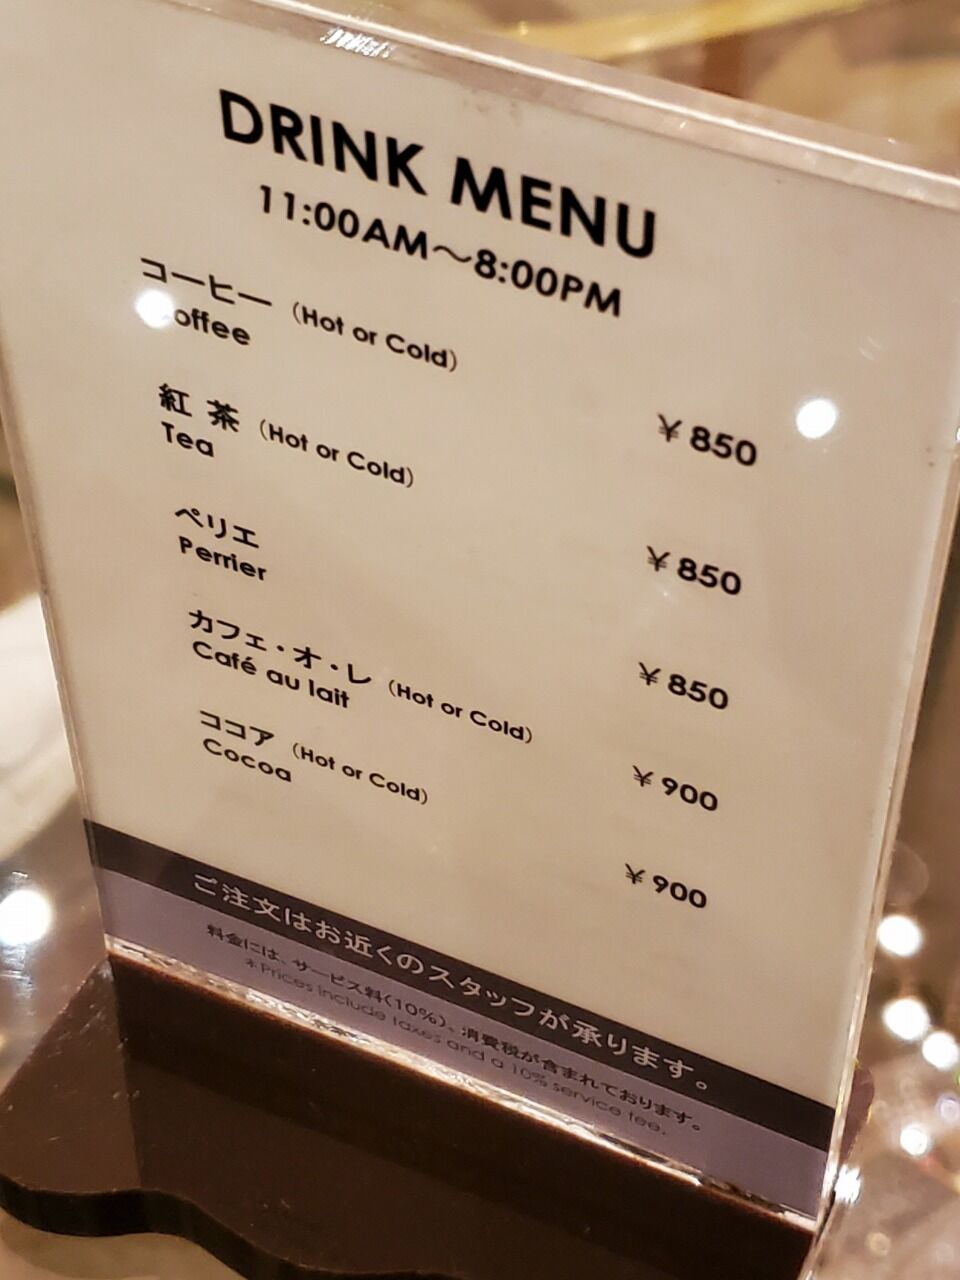 DRINK MENU
11:00AM〜8:00PM
コーヒー (Hot or Cold)
Coffee
¥850
紅 茶 (Hot or Cold)
Tea
¥850
ペリエ
Perrier
¥850
カフェ・オ・レ (Hot or Cold)
Café au lait
¥900
ココア (Hot or Cold)
Cocoa
¥900
ご注文はお近くのスタッフが承ります。
料金には、サービス料(10%)、消費税が含まれております。
*Prices include taxes and a 10% service fee.